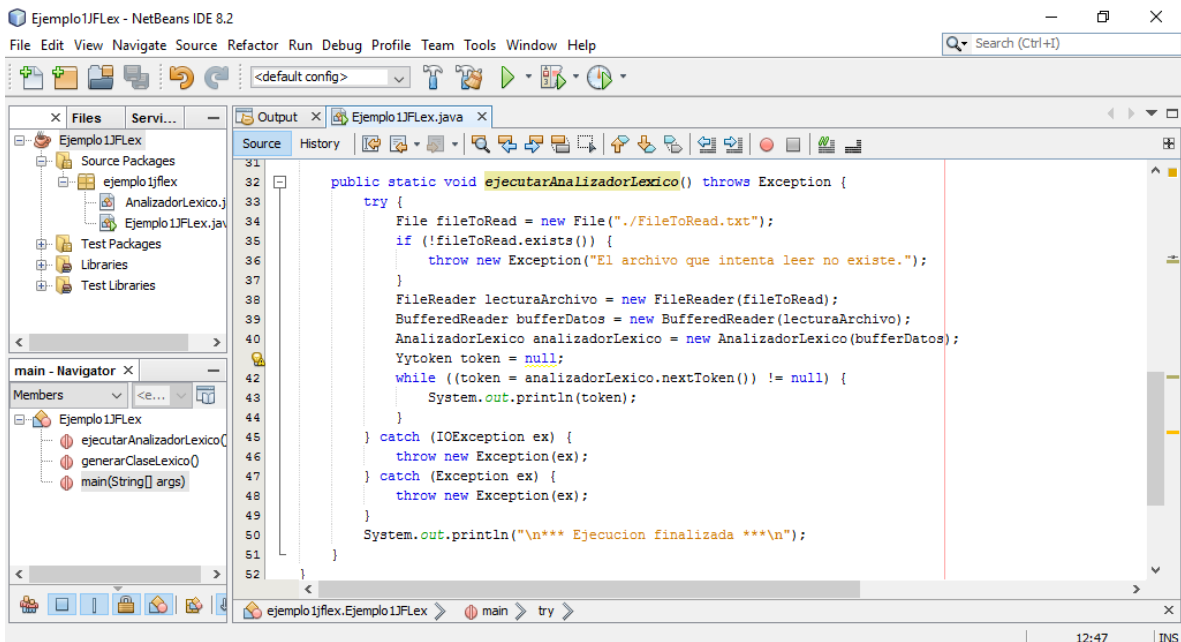 Ejemplo1JFLex - NetBeans IDE 8.2
File Edit View Navigate Source Refactor Run Debug Profile Team Tools Window Help
Search (Ctrl+I)
<default config>
Files Servi...
Ejemplo1JFLex
Source Packages
ejemplo1jflex
AnalizadorLexico.j
Ejemplo1JFLex.jav
Test Packages
Libraries
Test Libraries
main - Navigator
Members <e...
Ejemplo1JFLex
ejecutarAnalizadorLexico()
generarClaseLexico()
main(String[] args)
Output Ejemplo1JFLex.java
Source History
31
32 public static void ejecutarAnalizadorLexico() throws Exception {
33 try {
34 File fileToRead = new File("./FileToRead.txt");
35 if (!fileToRead.exists()) {
36 throw new Exception("El archivo que intenta leer no existe.");
37 }
38 FileReader lecturaArchivo = new FileReader(fileToRead);
39 BufferedReader bufferDatos = new BufferedReader(lecturaArchivo);
40 AnalizadorLexico analizadorLexico = new AnalizadorLexico(bufferDatos);
Yytoken token = null;
42 while ((token = analizadorLexico.nextToken()) != null) {
43 System.out.println(token);
44 }
45 } catch (IOException ex) {
46 throw new Exception(ex);
47 } catch (Exception ex) {
48 throw new Exception(ex);
49 }
50 System.out.println("\n*** Ejecucion finalizada ***\n");
51 }
52 }
ejemplo1jflex.Ejemplo1JFLex main try
12:47 INS